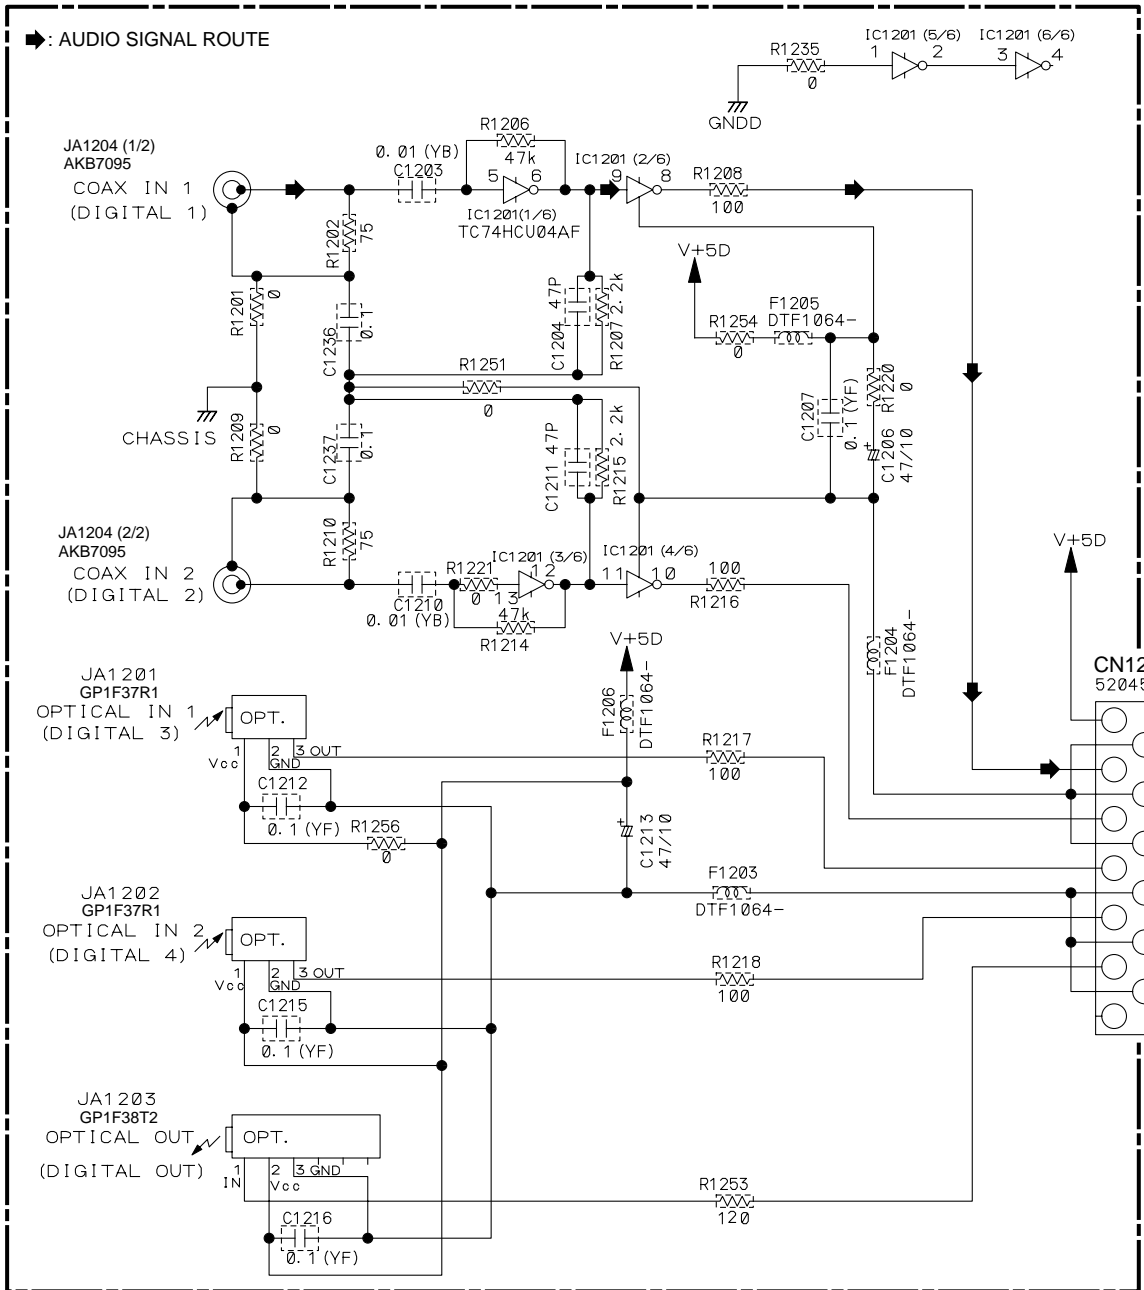 : AUDIO SIGNAL ROUTE
IC1201 (5/6)
IC1201 (6/6)
R1235
1
2
3
4
0
GNDD
JA1204 (1/2)
AKB7095
COAX IN 1
(DIGITAL 1)
0.01 (YB)
C1203
R1206
47k
5
6
IC1201(1/6)
TC74HCU04AF
IC1201 (2/6)
9
8
R1208
100
R1202
75
V+5D
R1201
0
C1236
0.1
C1204 47P
R1207 2.2k
R1254
0
F1205
DTF1064-
R1251
0
R1220
0
CHASSIS
R1209
0
C1237
0.1
C1211 47P
R1215 2.2k
C1207
0.1 (YF)
+
C1206
47/10
JA1204 (2/2)
AKB7095
COAX IN 2
(DIGITAL 2)
R1210
75
C1210
0.01 (YB)
R1221
0
13
12
IC1201 (3/6)
47k
R1214
IC1201 (4/6)
11
10
100
R1216
V+5D
V+5D
F1204
DTF1064-
CN12
52045
JA1201
GP1F37R1
OPTICAL IN 1
(DIGITAL 3)
OPT.
1
Vcc
2
GND
3 OUT
C1212
0.1 (YF)
R1256
0
F1206
DTF1064-
R1217
100
+
C1213
47/10
F1203
DTF1064-
JA1202
GP1F37R1
OPTICAL IN 2
(DIGITAL 4)
OPT.
1
Vcc
2
GND
3 OUT
C1215
0.1 (YF)
R1218
100
JA1203
GP1F38T2
OPTICAL OUT
(DIGITAL OUT)
OPT.
1
IN
2
Vcc
3 GND
C1216
0.1 (YF)
R1253
120